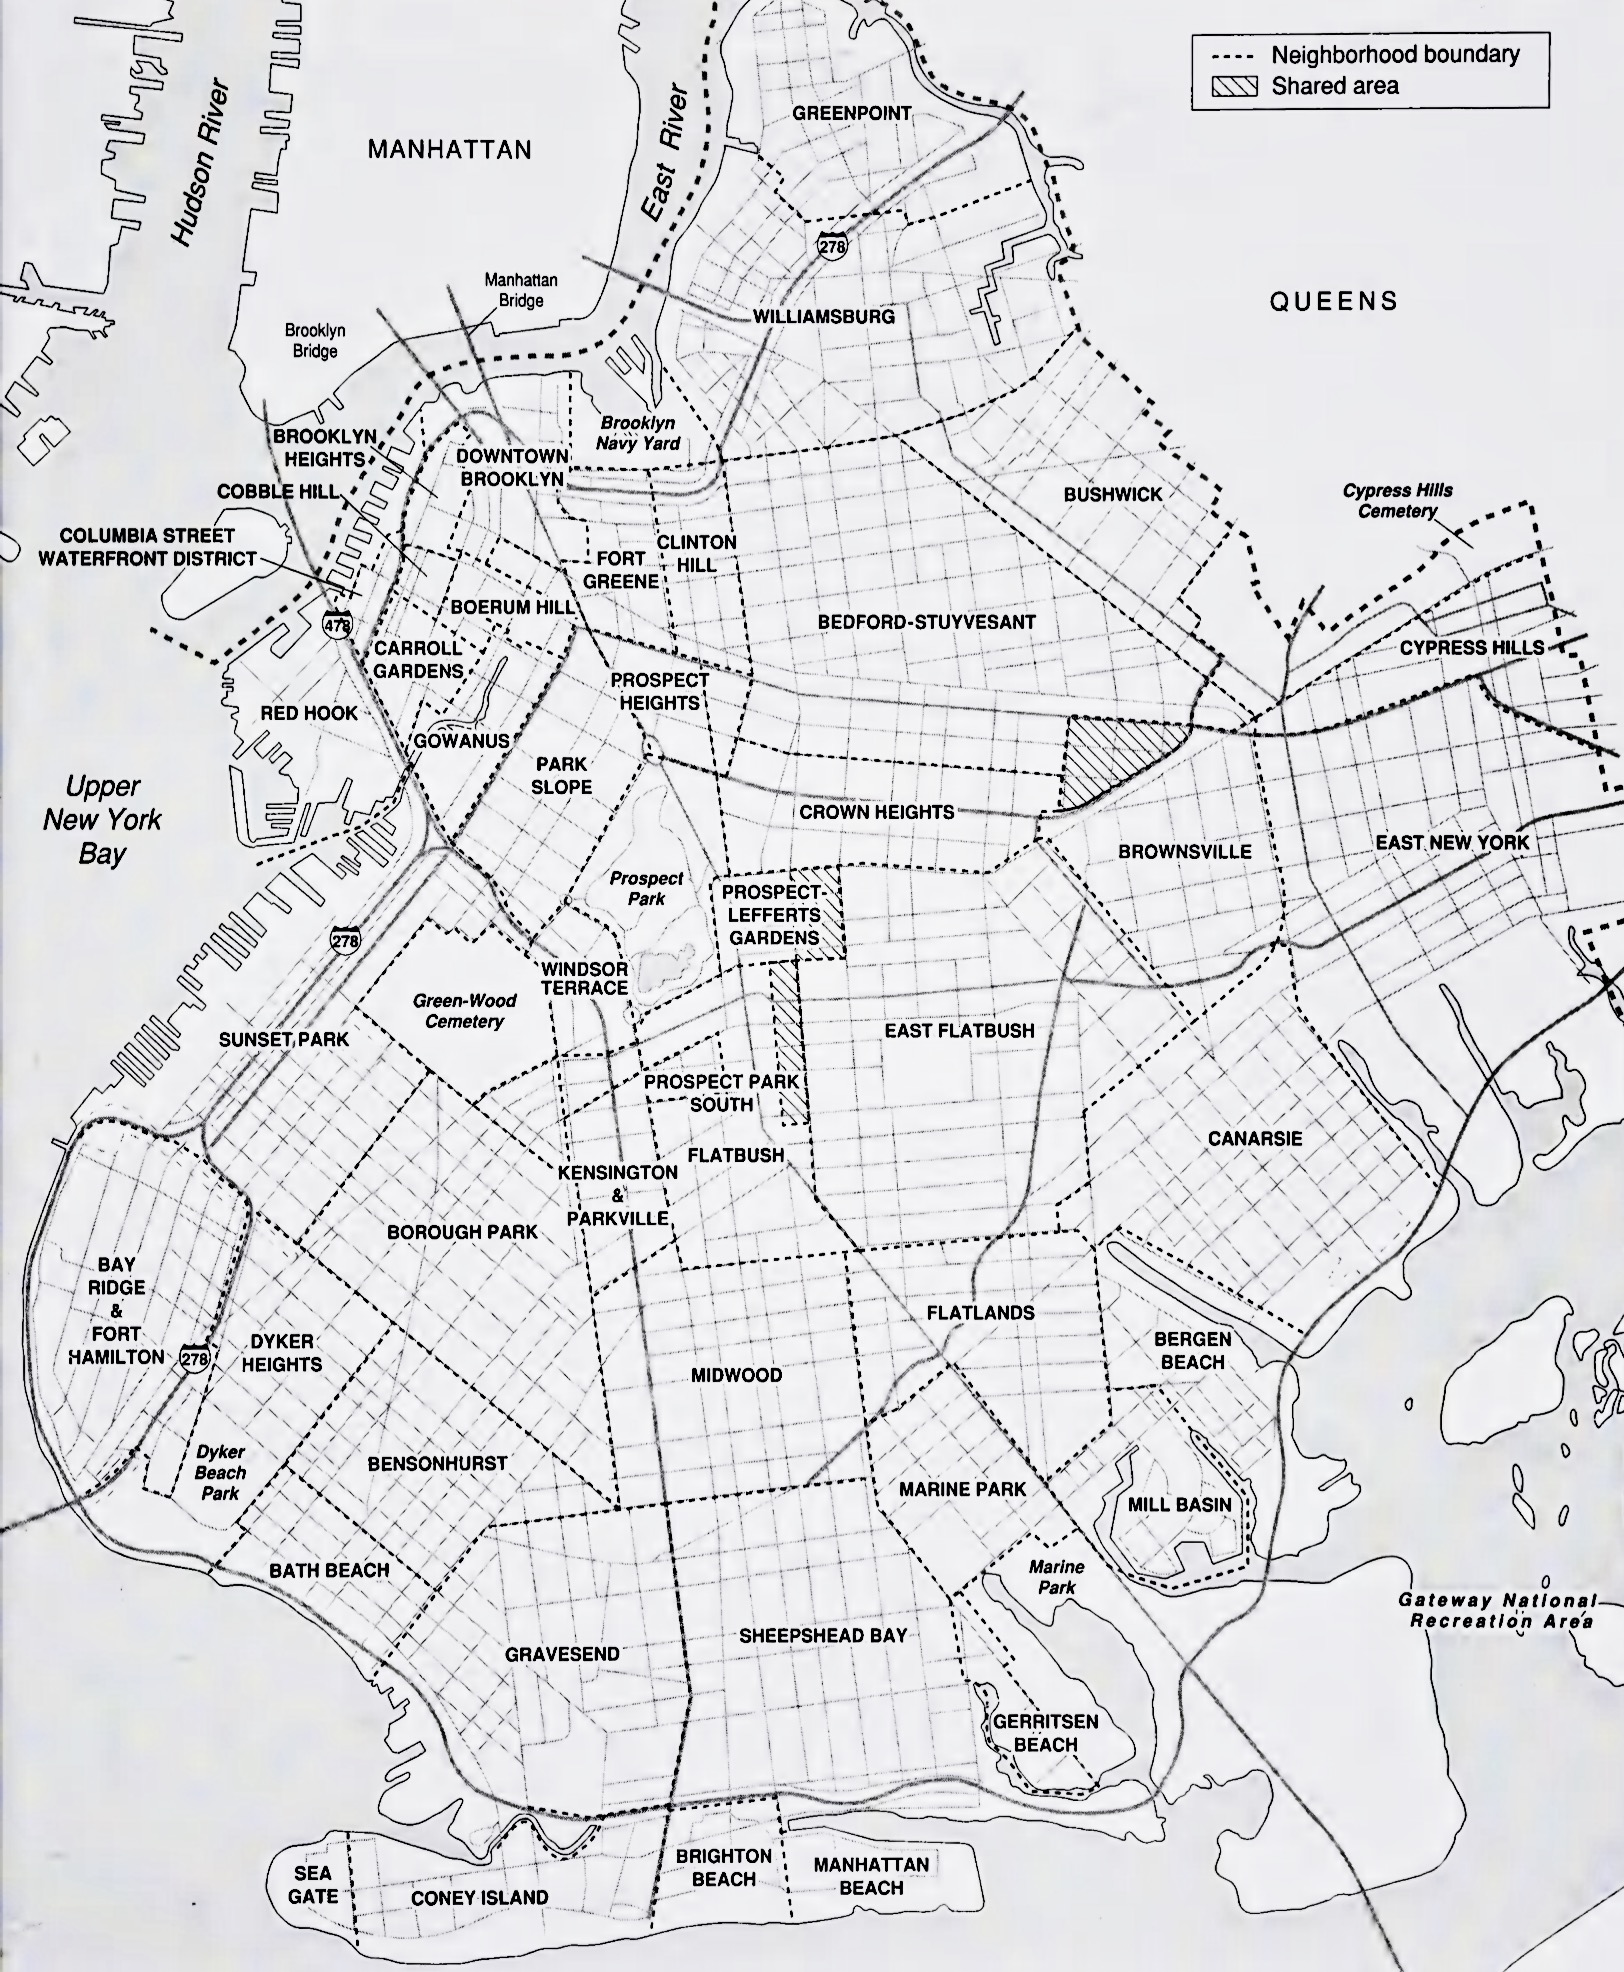 Neighborhood boundary
Shared area
Hudson River
MANHATTAN
East River
GREENPOINT
278
QUEENS
Manhattan
Bridge
Brooklyn
Bridge
WILLIAMSBURG
Brooklyn
Navy Yard
BROOKLYN
HEIGHTS
DOWNTOWN
BROOKLYN
COBBLE HILL
COLUMBIA STREET
WATERFRONT DISTRICT
BUSHWICK
Cypress Hills
Cemetery
FORT
GREENE
CLINTON
HILL
BOERUM HILL
478
BEDFORD-STUYVESANT
CARROLL
GARDENS
CYPRESS HILLS
PROSPECT
HEIGHTS
RED HOOK
GOWANUS
PARK
SLOPE
Upper
New York
Bay
CROWN HEIGHTS
BROWNSVILLE
EAST NEW YORK
Prospect
Park
PROSPECT-
LEFFERTS
GARDENS
278
WINDSOR
TERRACE
Green-Wood
Cemetery
SUNSET PARK
EAST FLATBUSH
PROSPECT PARK
SOUTH
FLATBUSH
CANARSIE
KENSINGTON
&
PARKVILLE
BOROUGH PARK
BAY
RIDGE
&
FORT
HAMILTON
278
DYKER
HEIGHTS
FLATLANDS
BERGEN
BEACH
MIDWOOD
Dyker
Beach
Park
BENSONHURST
MARINE PARK
MILL BASIN
BATH BEACH
Marine
Park
Gateway National
Recreation Area
GRAVESEND
SHEEPSHEAD BAY
GERRITSEN
BEACH
SEA
GATE
CONEY ISLAND
BRIGHTON
BEACH
MANHATTAN
BEACH